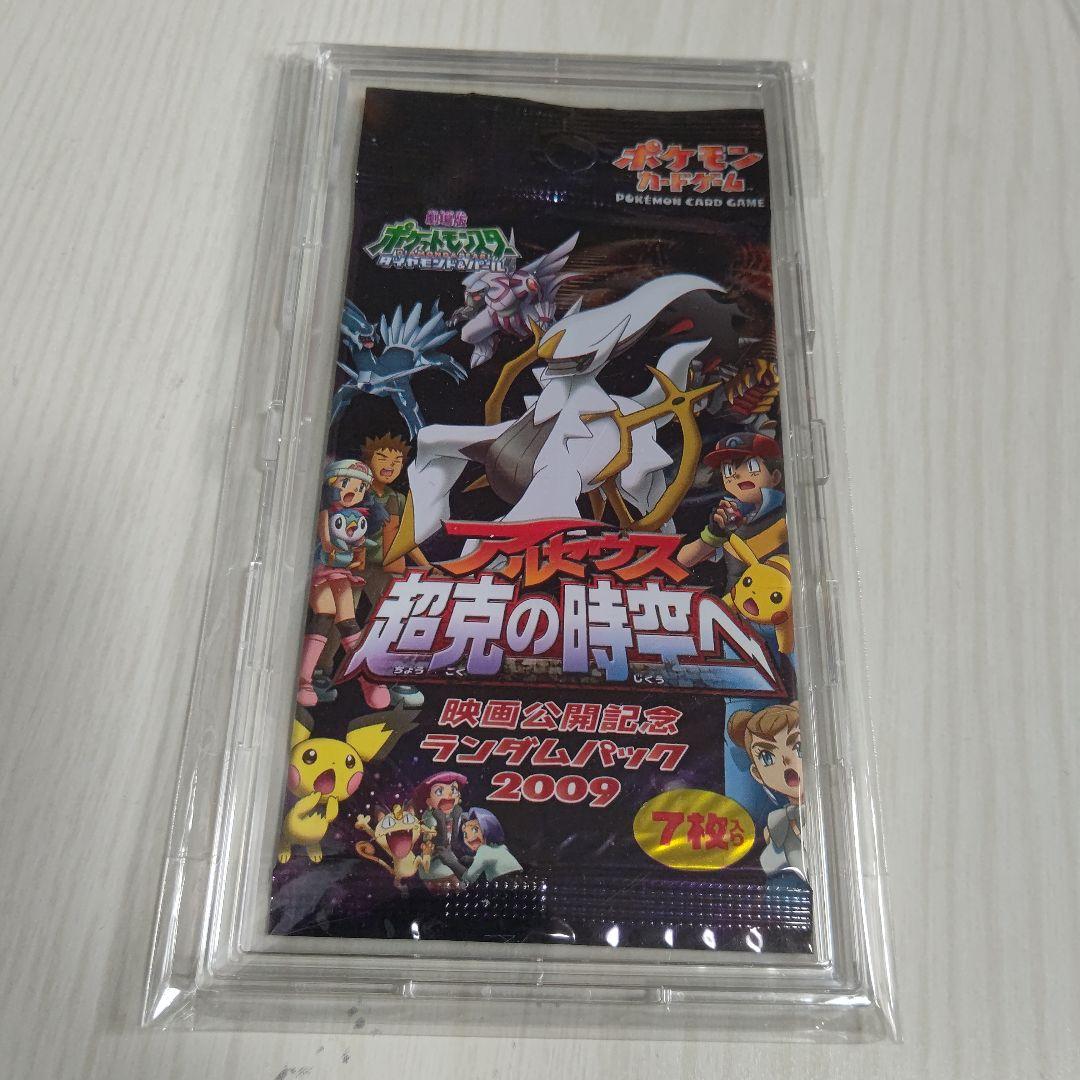 ポケモン
カードゲーム
POKÉMON CARD GAME
劇場版
ポケットモンスター
DIAMOND & PEARL
ダイヤモンド&パール
アルセウス
超克の時空へ
ちょう こく じくう
映画公開記念
ランダムパック
2009
7枚入り